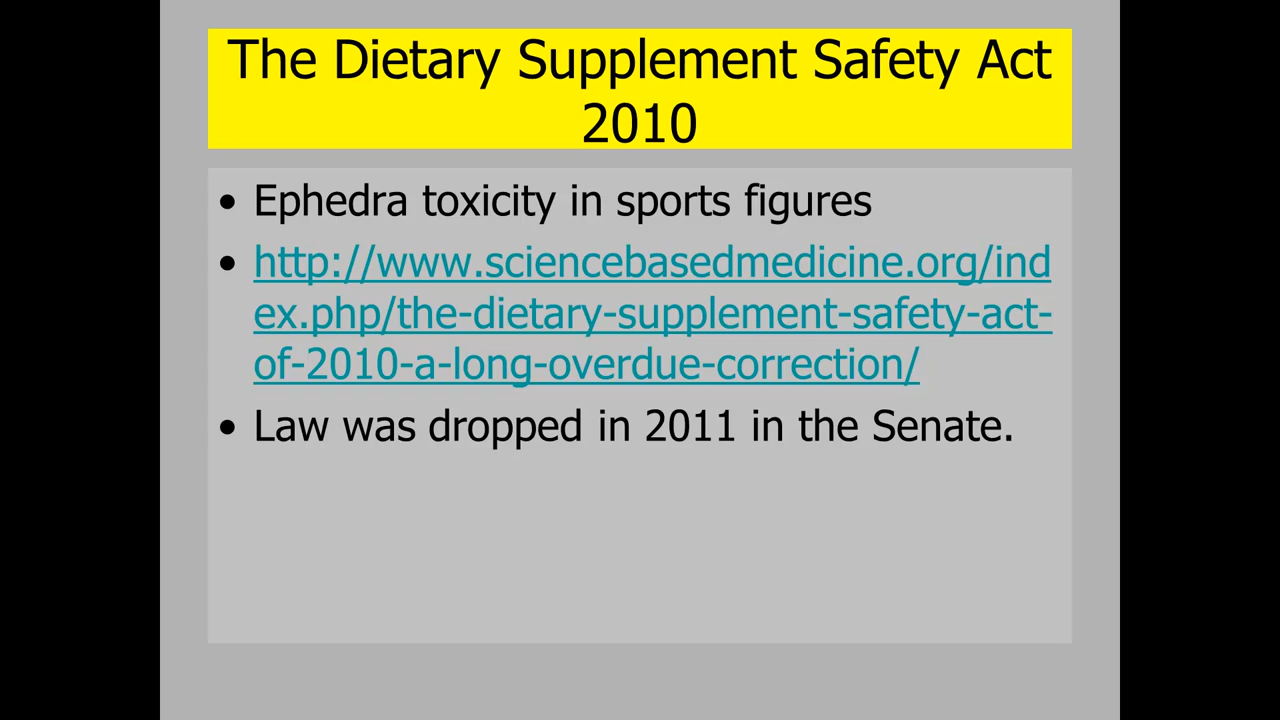 The Dietary Supplement Safety Act
2010
• Ephedra toxicity in sports figures
• http://www.sciencebasedmedicine.org/ind
ex.php/the-dietary-supplement-safety-act-
of-2010-a-long-overdue-correction/
• Law was dropped in 2011 in the Senate.